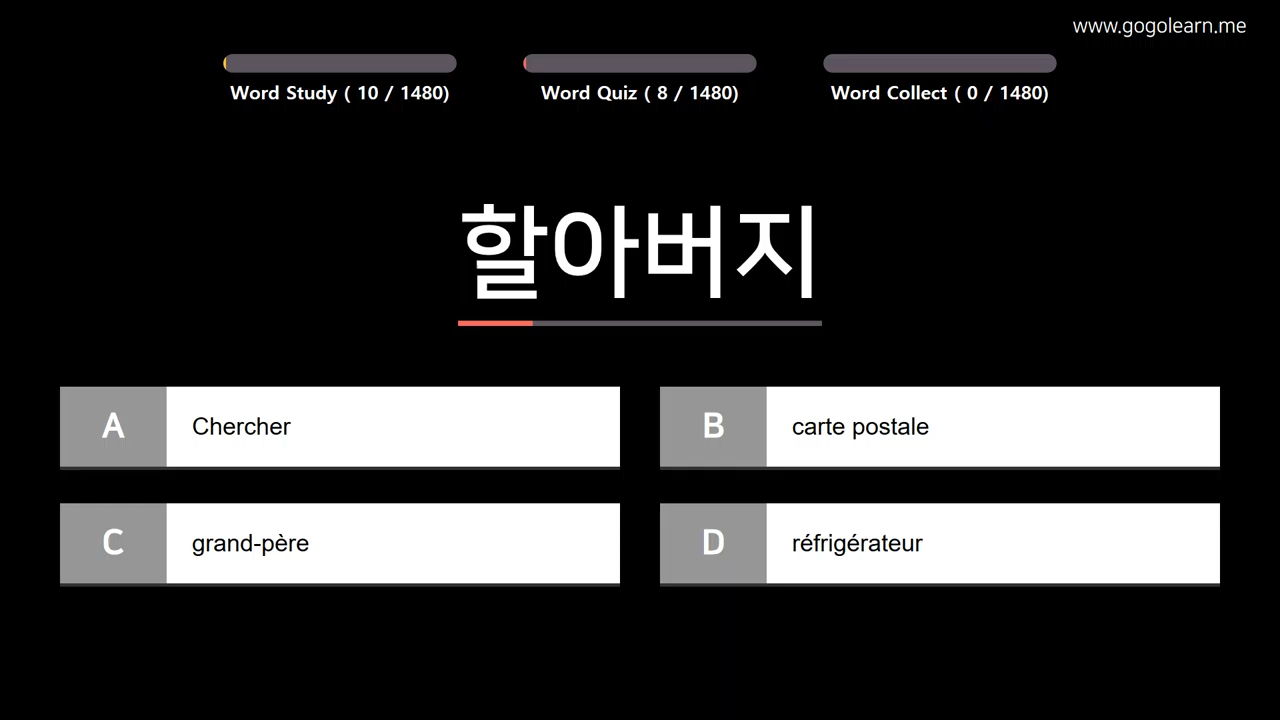 www.gogolearn.me
Word Study ( 10 / 1480)
Word Quiz ( 8 / 1480)
Word Collect ( 0 / 1480)
할아버지
A Chercher
B carte postale
C grand-père
D réfrigérateur